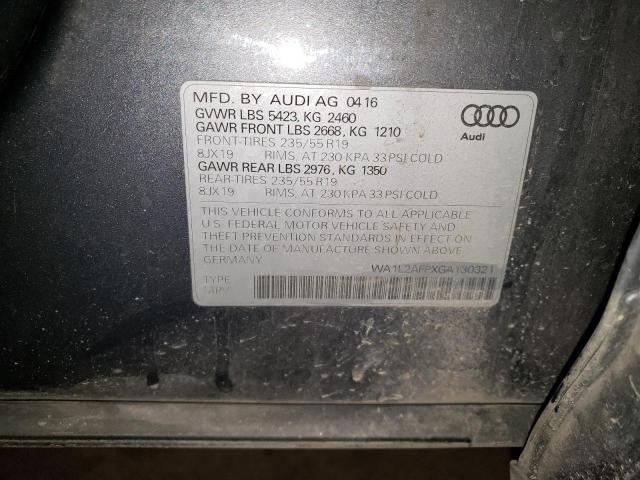 MFD. BY AUDI AG 04 16
GVWR LBS 5423, KG 2460
GAWR FRONT LBS 2668, KG 1210
FRONT-TIRES 235/55 R19
8JX19 RIMS, AT 230 KPA 33 PSI COLD
GAWR REAR LBS 2976, KG 1350
REAR-TIRES 235/55 R19
8JX19 RIMS, AT 230 KPA 33 PSI COLD
Audi
THIS VEHICLE CONFORMS TO ALL APPLICABLE
U.S. FEDERAL MOTOR VEHICLE SAFETY AND
THEFT PREVENTION STANDARDS IN EFFECT ON
THE DATE OF MANUFACTURE SHOWN ABOVE
GERMANY
WA1L2AFPXGA130321
TYPE
MPV